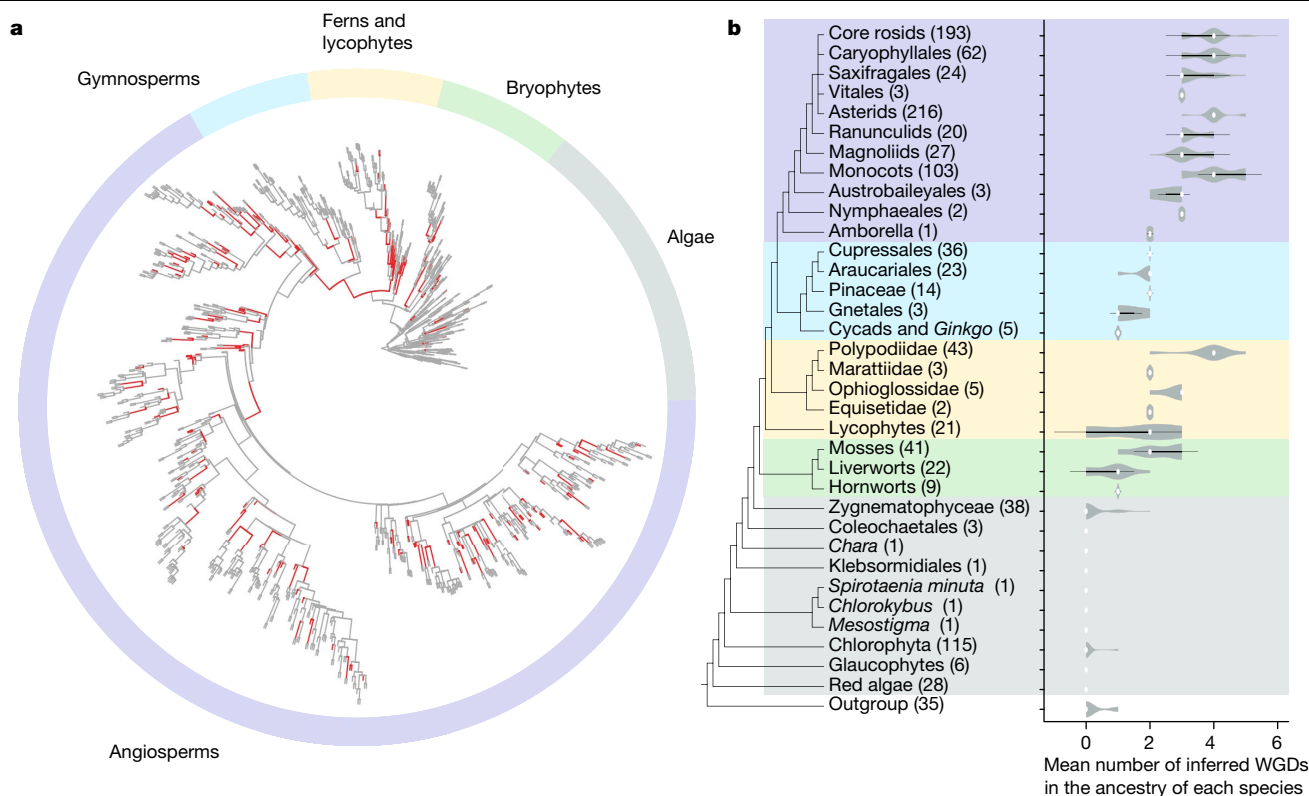 a
Ferns and
lycophytes
Gymnosperms
Bryophytes
Algae
Angiosperms
b
Core rosids (193)
Caryophyllales (62)
Saxifragales (24)
Vitales (3)
Asterids (216)
Ranunculids (20)
Magnoliids (27)
Monocots (103)
Austrobaileyales (3)
Nymphaeales (2)
Amborella (1)
Cupressales (36)
Araucariales (23)
Pinaceae (14)
Gnetales (3)
Cycads and Ginkgo (5)
Polypodiidae (43)
Marattiidae (3)
Ophioglossidae (5)
Equisetidae (2)
Lycophytes (21)
Mosses (41)
Liverworts (22)
Hornworts (9)
Zygnematophyceae (38)
Coleochaetales (3)
Chara (1)
Klebsormidiales (1)
Spirotaenia minuta (1)
Chlorokybus (1)
Mesostigma (1)
Chlorophyta (115)
Glaucophytes (6)
Red algae (28)
Outgroup (35)
0 2 4 6
Mean number of inferred WGDs
in the ancestry of each species